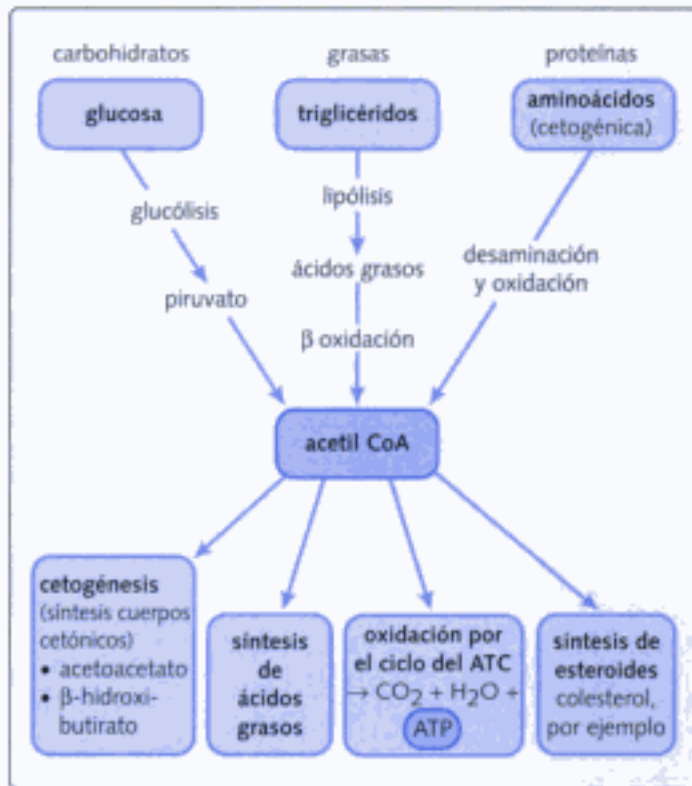 carbohidratos
grasas
proteínas
glucosa
triglicéridos
aminoácidos
(cetogénica)
glucólisis
lipólisis
desaminación
y oxidación
ácidos grasos
piruvato
β oxidación
acetil CoA
cetogénesis
(síntesis cuerpos
cetónicos)
• acetoacetato
• β-hidroxi-
butirato
síntesis
de
ácidos
grasos
oxidación por
el ciclo del ATC
→ CO₂ + H₂O +
ATP
síntesis de
esteroides
colesterol,
por ejemplo